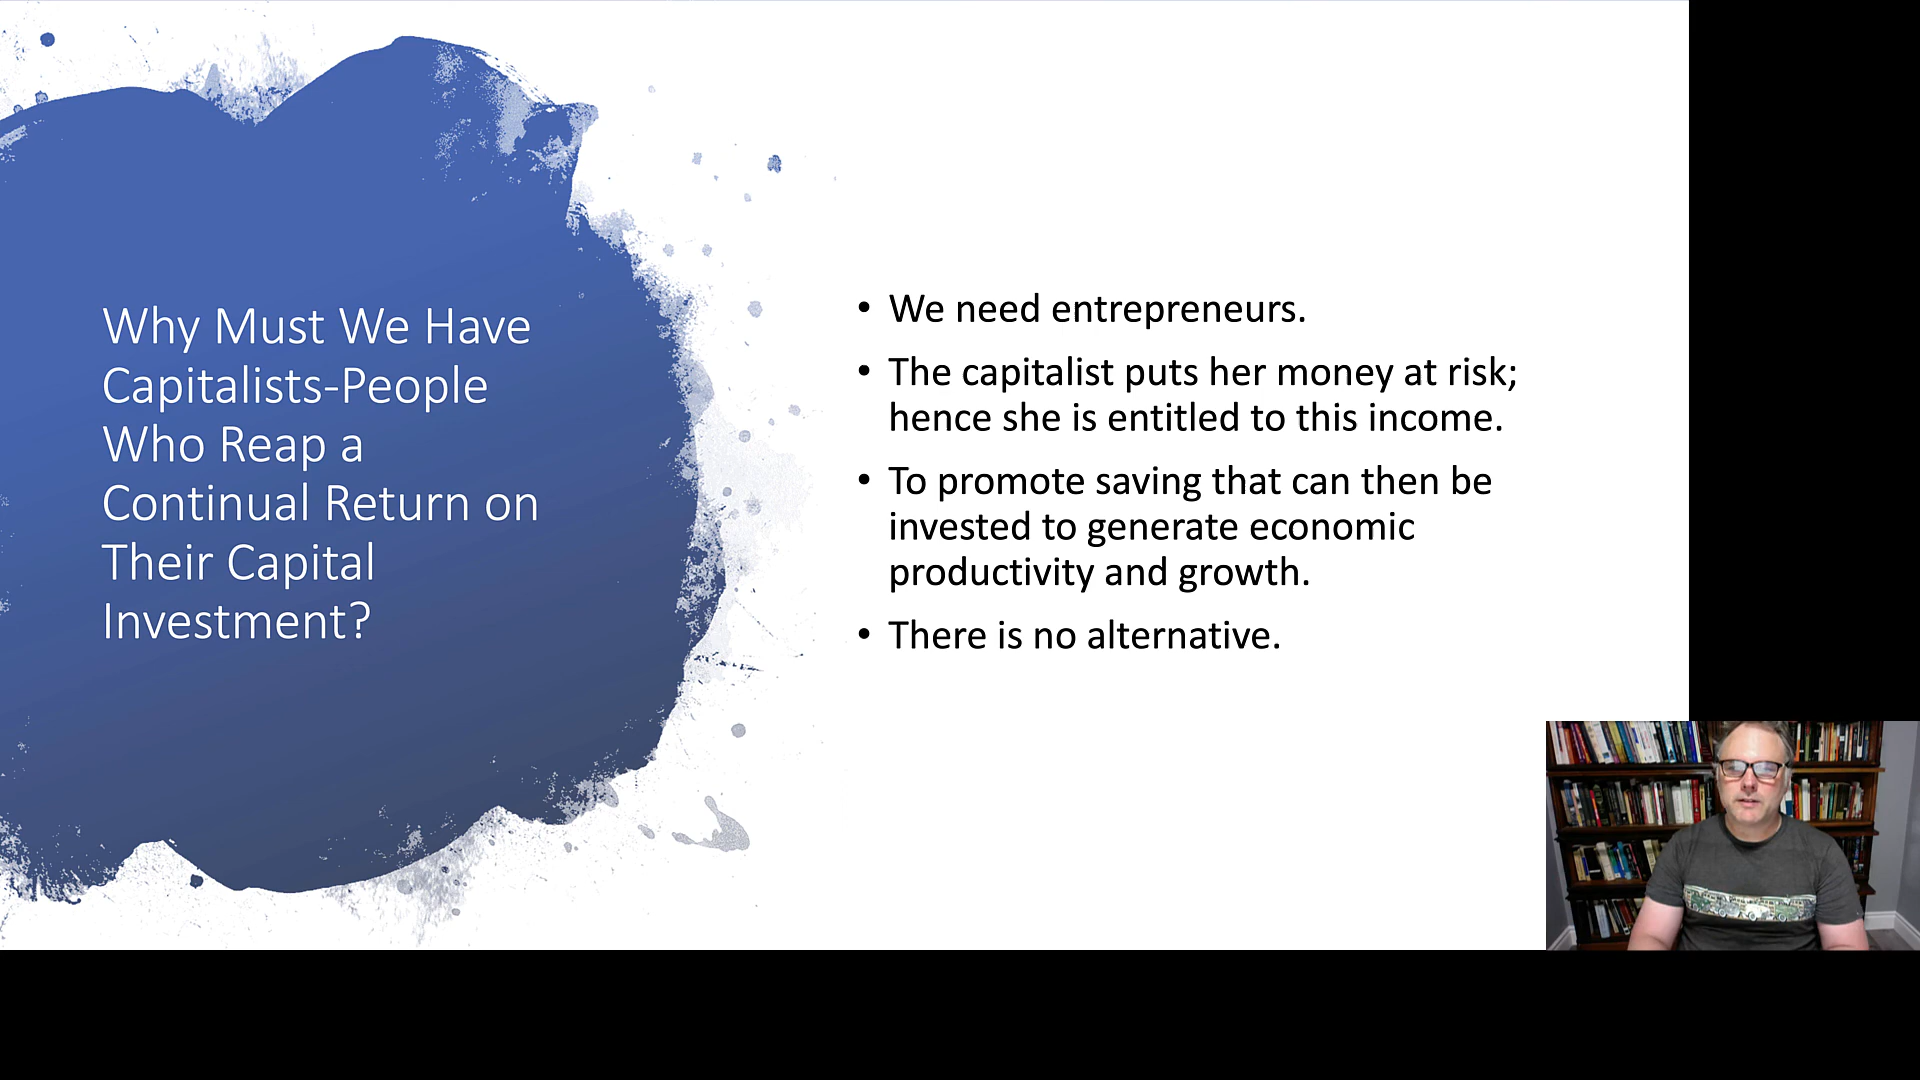 Why Must We Have
Capitalists-People
Who Reap a
Continual Return on
Their Capital
Investment?
• We need entrepreneurs.
• The capitalist puts her money at risk;
hence she is entitled to this income.
• To promote saving that can then be
invested to generate economic
productivity and growth.
• There is no alternative.